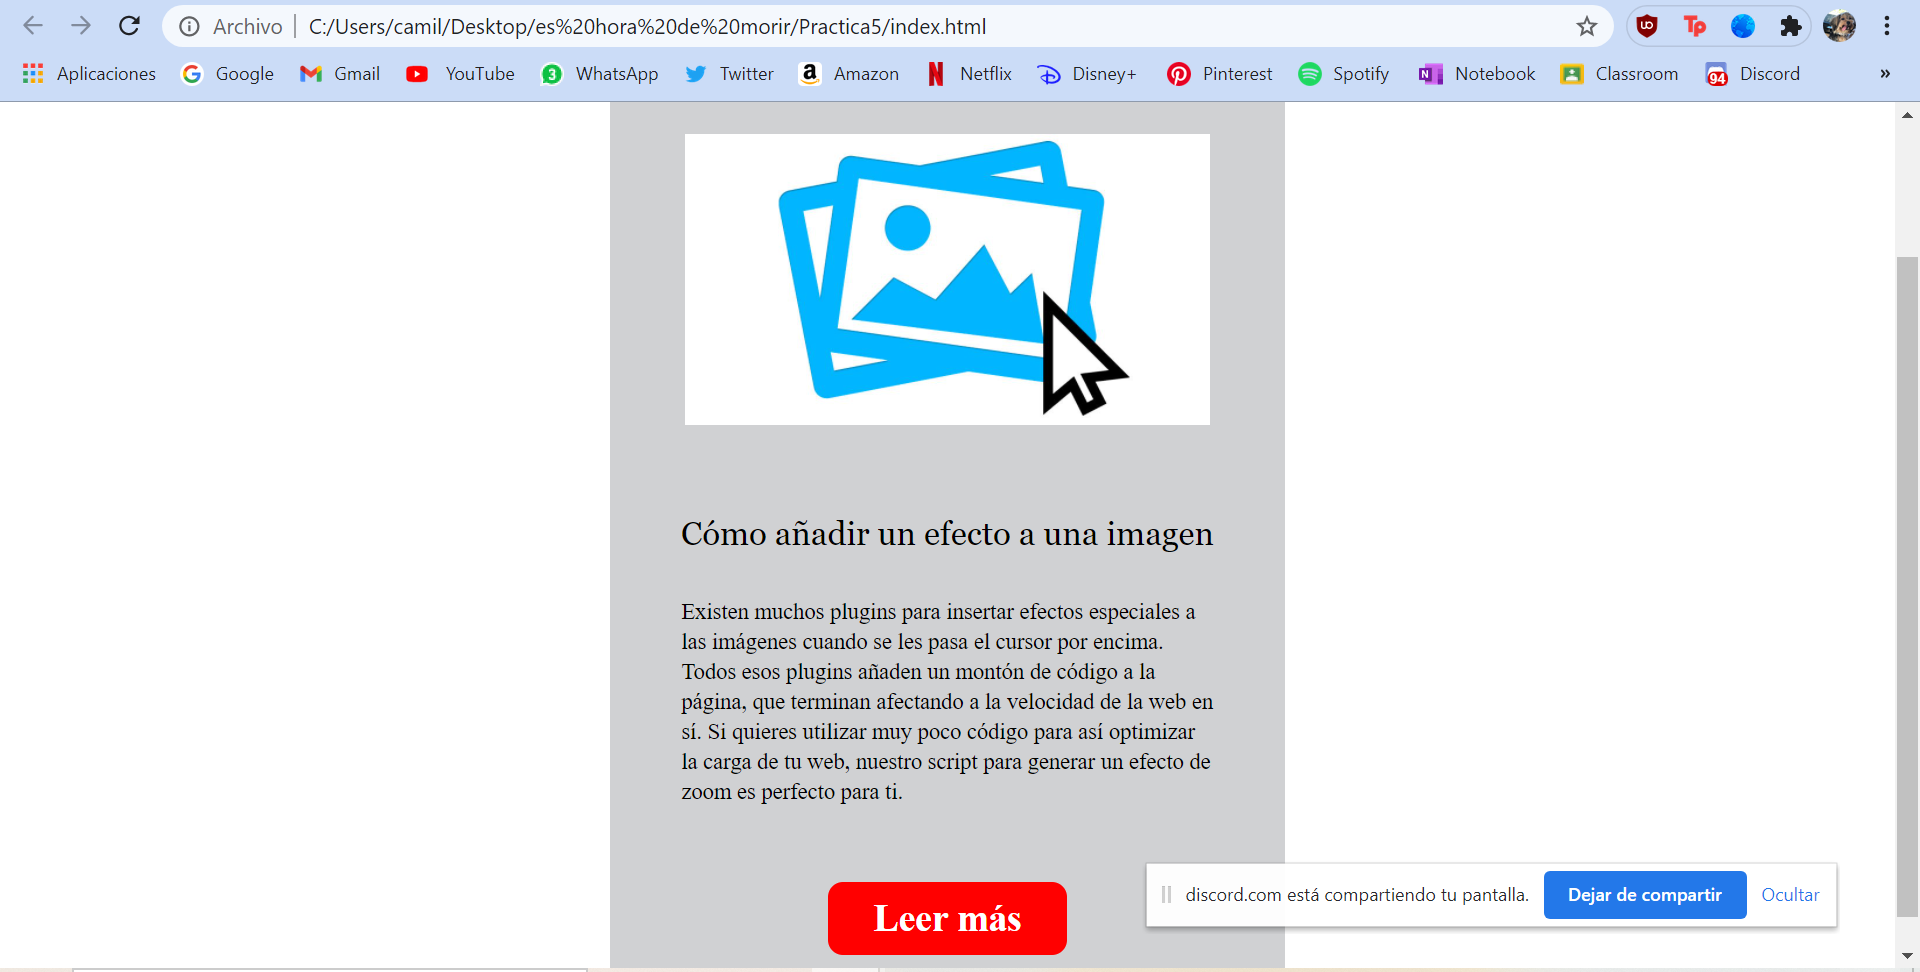 Archivo C:/Users/camil/Desktop/es%20hora%20de%20morir/Practica5/index.html
Aplicaciones Google Gmail YouTube 3 WhatsApp Twitter Amazon Netflix Disney+ Pinterest Spotify Notebook Classroom 94 Discord »
Cómo añadir un efecto a una imagen
Existen muchos plugins para insertar efectos especiales a
las imágenes cuando se les pasa el cursor por encima.
Todos esos plugins añaden un montón de código a la
página, que terminan afectando a la velocidad de la web en
sí. Si quieres utilizar muy poco código para así optimizar
la carga de tu web, nuestro script para generar un efecto de
zoom es perfecto para ti.
Leer más
discord.com está compartiendo tu pantalla. Dejar de compartir Ocultar